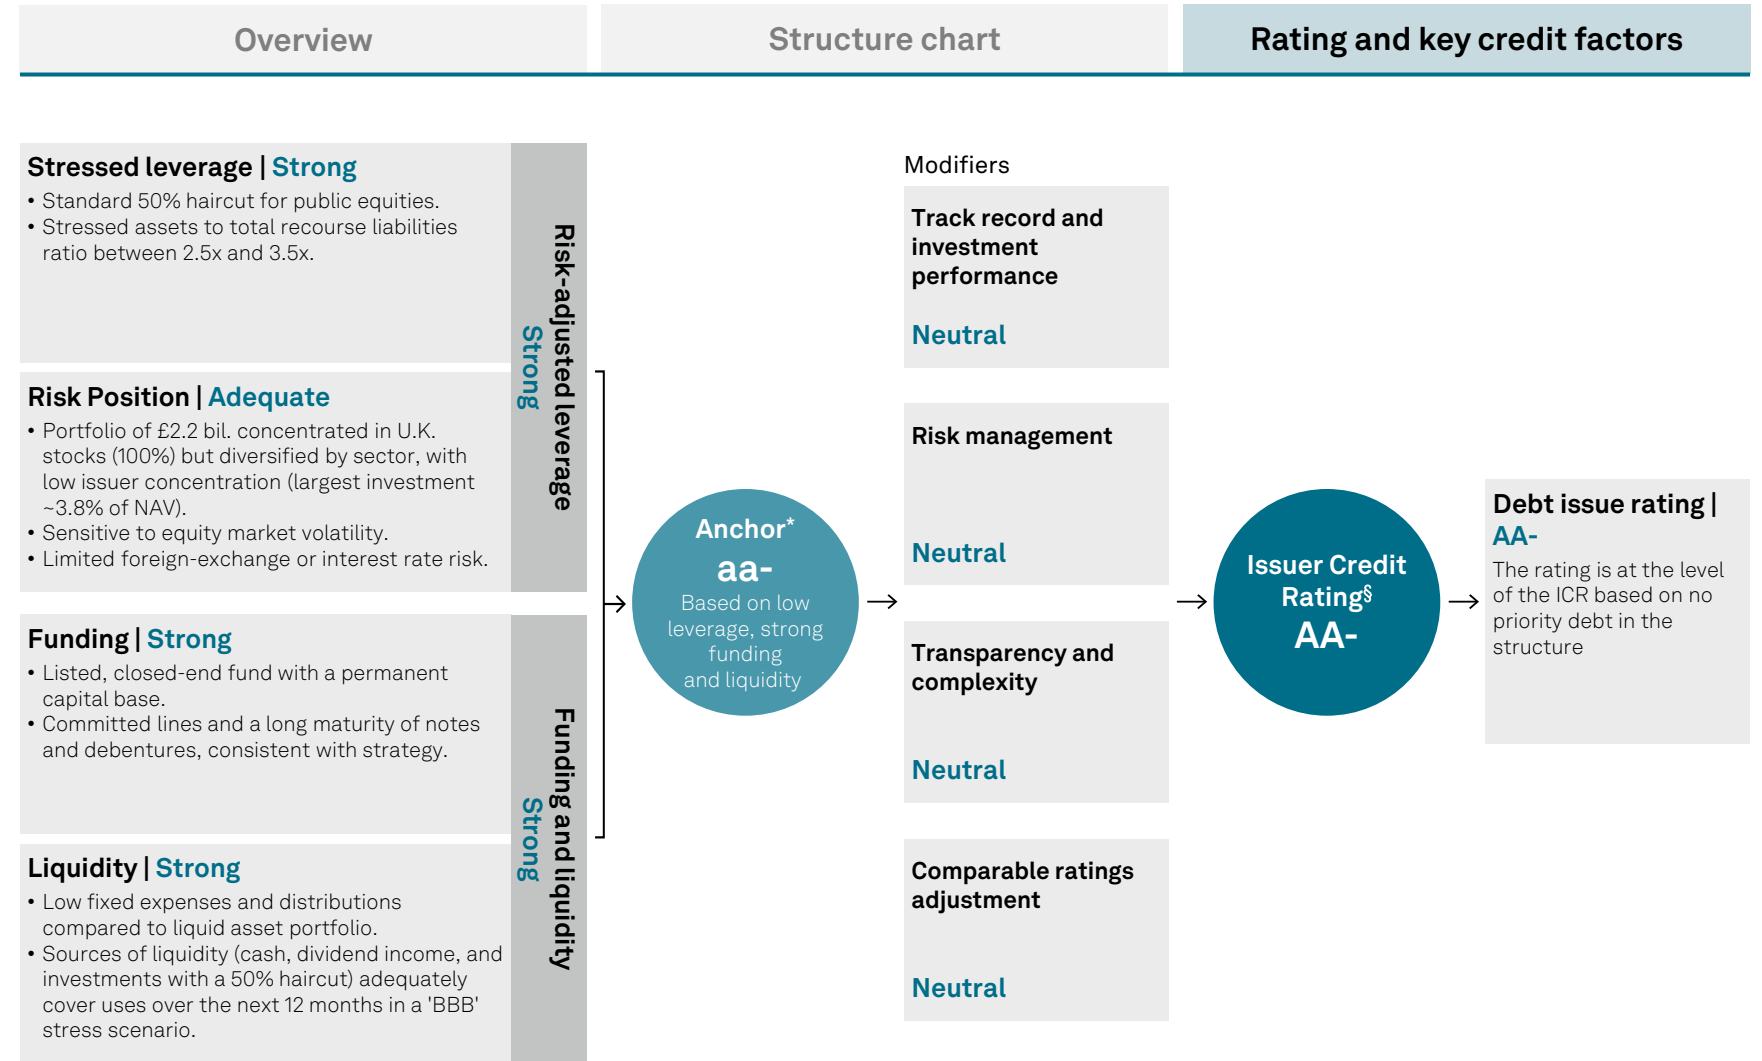 Overview
Structure chart
Rating and key credit factors
Stressed leverage | Strong
• Standard 50% haircut for public equities.
• Stressed assets to total recourse liabilities
ratio between 2.5x and 3.5x.
Risk Position | Adequate
• Portfolio of £2.2 bil. concentrated in U.K.
stocks (100%) but diversified by sector, with
low issuer concentration (largest investment
~3.8% of NAV).
• Sensitive to equity market volatility.
• Limited foreign-exchange or interest rate risk.
Risk-adjusted leverage
Strong
Funding | Strong
• Listed, closed-end fund with a permanent
capital base.
• Committed lines and a long maturity of notes
and debentures, consistent with strategy.
Liquidity | Strong
• Low fixed expenses and distributions
compared to liquid asset portfolio.
• Sources of liquidity (cash, dividend income, and
investments with a 50% haircut) adequately
cover uses over the next 12 months in a 'BBB'
stress scenario.
Funding and liquidity
Strong
Anchor*
aa-
Based on low
leverage, strong
funding
and liquidity
Modifiers
Track record and
investment
performance
Neutral
Risk management
Neutral
Transparency and
complexity
Neutral
Comparable ratings
adjustment
Neutral
Issuer Credit
Rating§
AA-
Debt issue rating |
AA-
The rating is at the level
of the ICR based on no
priority debt in the
structure